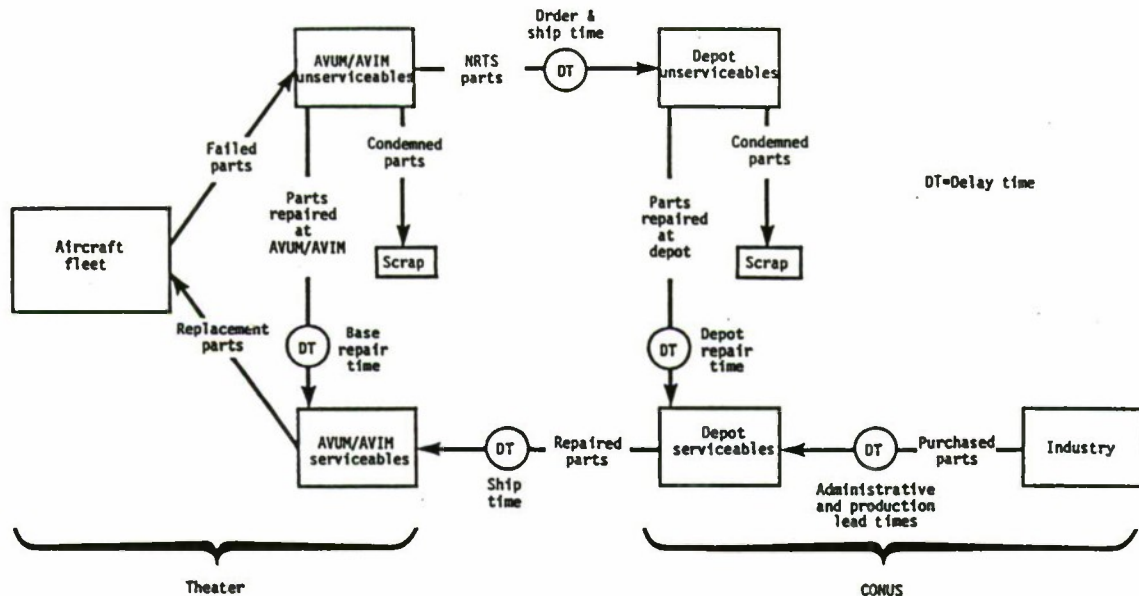 Order &
ship time
AVUM/AVIM
unserviceables
NRTS
parts
DT
Depot
unserviceables
Failed
parts
Condemned
parts
Condemned
parts
DT=Delay time
Parts
repaired
at
AVUM/AVIM
Parts
repaired
at
depot
Aircraft
fleet
Scrap
Scrap
Replacement
parts
DT
Base
repair
time
DT
Depot
repair
time
AVUM/AVIM
serviceables
DT
Ship
time
Repaired
parts
Depot
serviceables
DT
Purchased
parts
Industry
Administrative
and production
lead times
Theater
CONUS